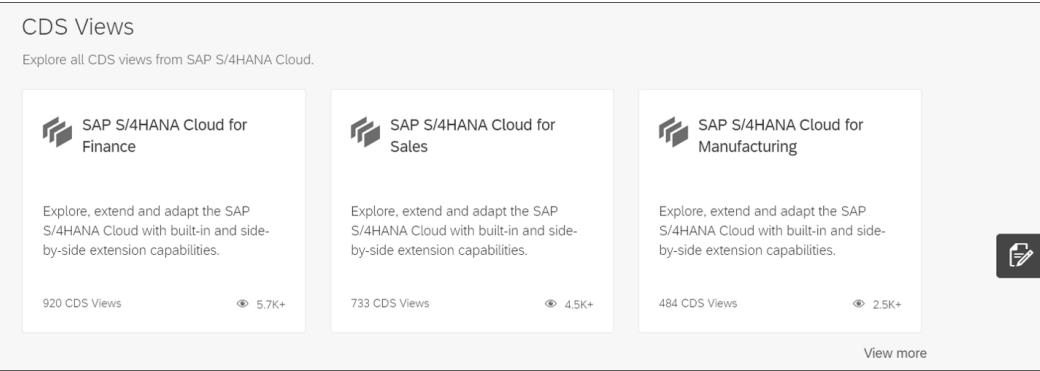 CDS Views
Explore all CDS views from SAP S/4HANA Cloud.
SAP S/4HANA Cloud for
Finance
Explore, extend and adapt the SAP
S/4HANA Cloud with built-in and side-
by-side extension capabilities.
920 CDS Views
5.7K+
SAP S/4HANA Cloud for
Sales
Explore, extend and adapt the SAP
S/4HANA Cloud with built-in and side-
by-side extension capabilities.
733 CDS Views
4.5K+
SAP S/4HANA Cloud for
Manufacturing
Explore, extend and adapt the SAP
S/4HANA Cloud with built-in and side-
by-side extension capabilities.
484 CDS Views
2.5K+
View more